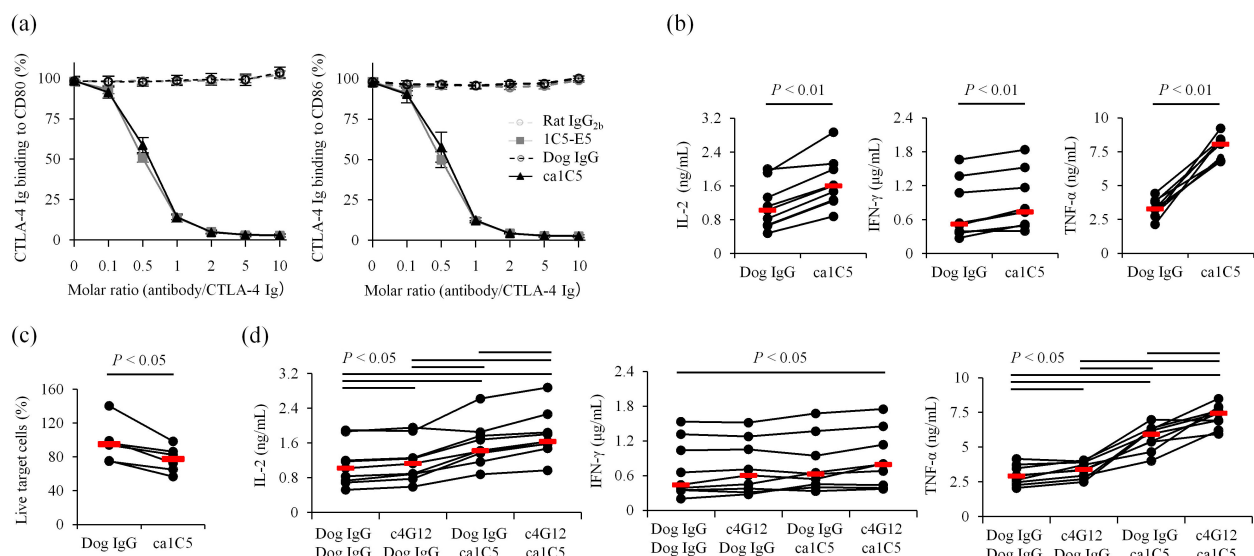 (a)
CTLA-4 Ig binding to CD80 (%)
100
75
50
25
0
0 0.1 0.5 1 2 5 10
Molar ratio (antibody/CTLA-4 Ig)
CTLA-4 Ig binding to CD86 (%)
100
75
50
25
0
0 0.1 0.5 1 2 5 10
Molar ratio (antibody/CTLA-4 Ig)
Rat IgG2b
1C5-E5
Dog IgG
ca1C5
(b)
P < 0.01
IL-2 (ng/mL)
3.2
2.4
1.6
0.8
0
Dog IgG ca1C5
P < 0.01
IFN-γ (μg/mL)
2.4
1.8
1.2
0.6
0
Dog IgG ca1C5
P < 0.01
TNF-α (ng/mL)
10
7.5
5
2.5
0
Dog IgG ca1C5
(c)
P < 0.05
Live target cells (%)
160
120
80
40
0
Dog IgG ca1C5
(d)
P < 0.05
IL-2 (ng/mL)
3.2
2.4
1.6
0.8
0
Dog IgG c4G12 Dog IgG c4G12
Dog IgG Dog IgG ca1C5 ca1C5
P < 0.05
IFN-γ (μg/mL)
2.4
1.8
1.2
0.6
0
Dog IgG c4G12 Dog IgG c4G12
Dog IgG Dog IgG ca1C5 ca1C5
P < 0.05
TNF-α (ng/mL)
10
7.5
5
2.5
0
Dog IgG c4G12 Dog IgG c4G12
Dog IgG Dog IgG ca1C5 ca1C5